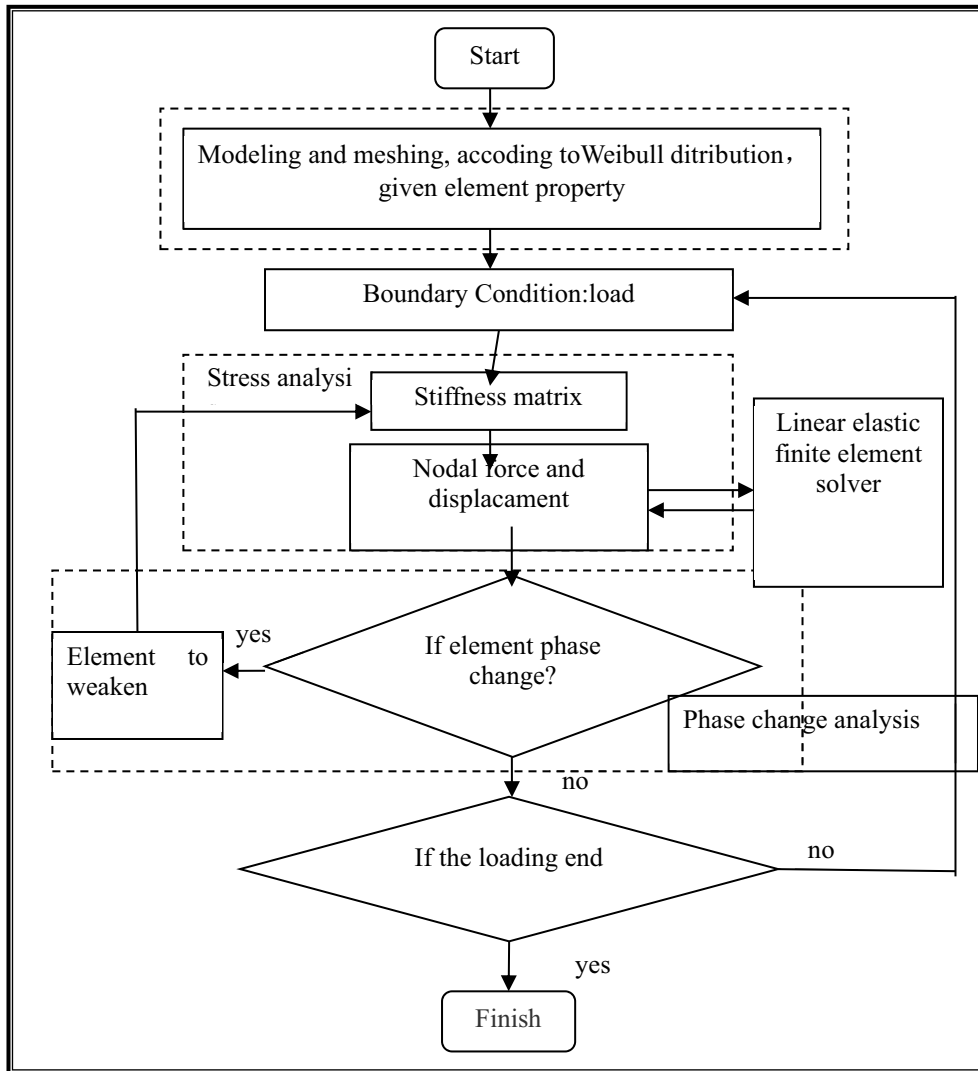 Start
Modeling and meshing, accoding toWeibull ditribution，
given element property
Boundary Condition:load
Stress analysi
Stiffness matrix
Linear elastic
finite element
solver
Nodal force and
displacament
yes
Element to
weaken
If element phase
change?
Phase change analysis
no
If the loading end
no
yes
Finish